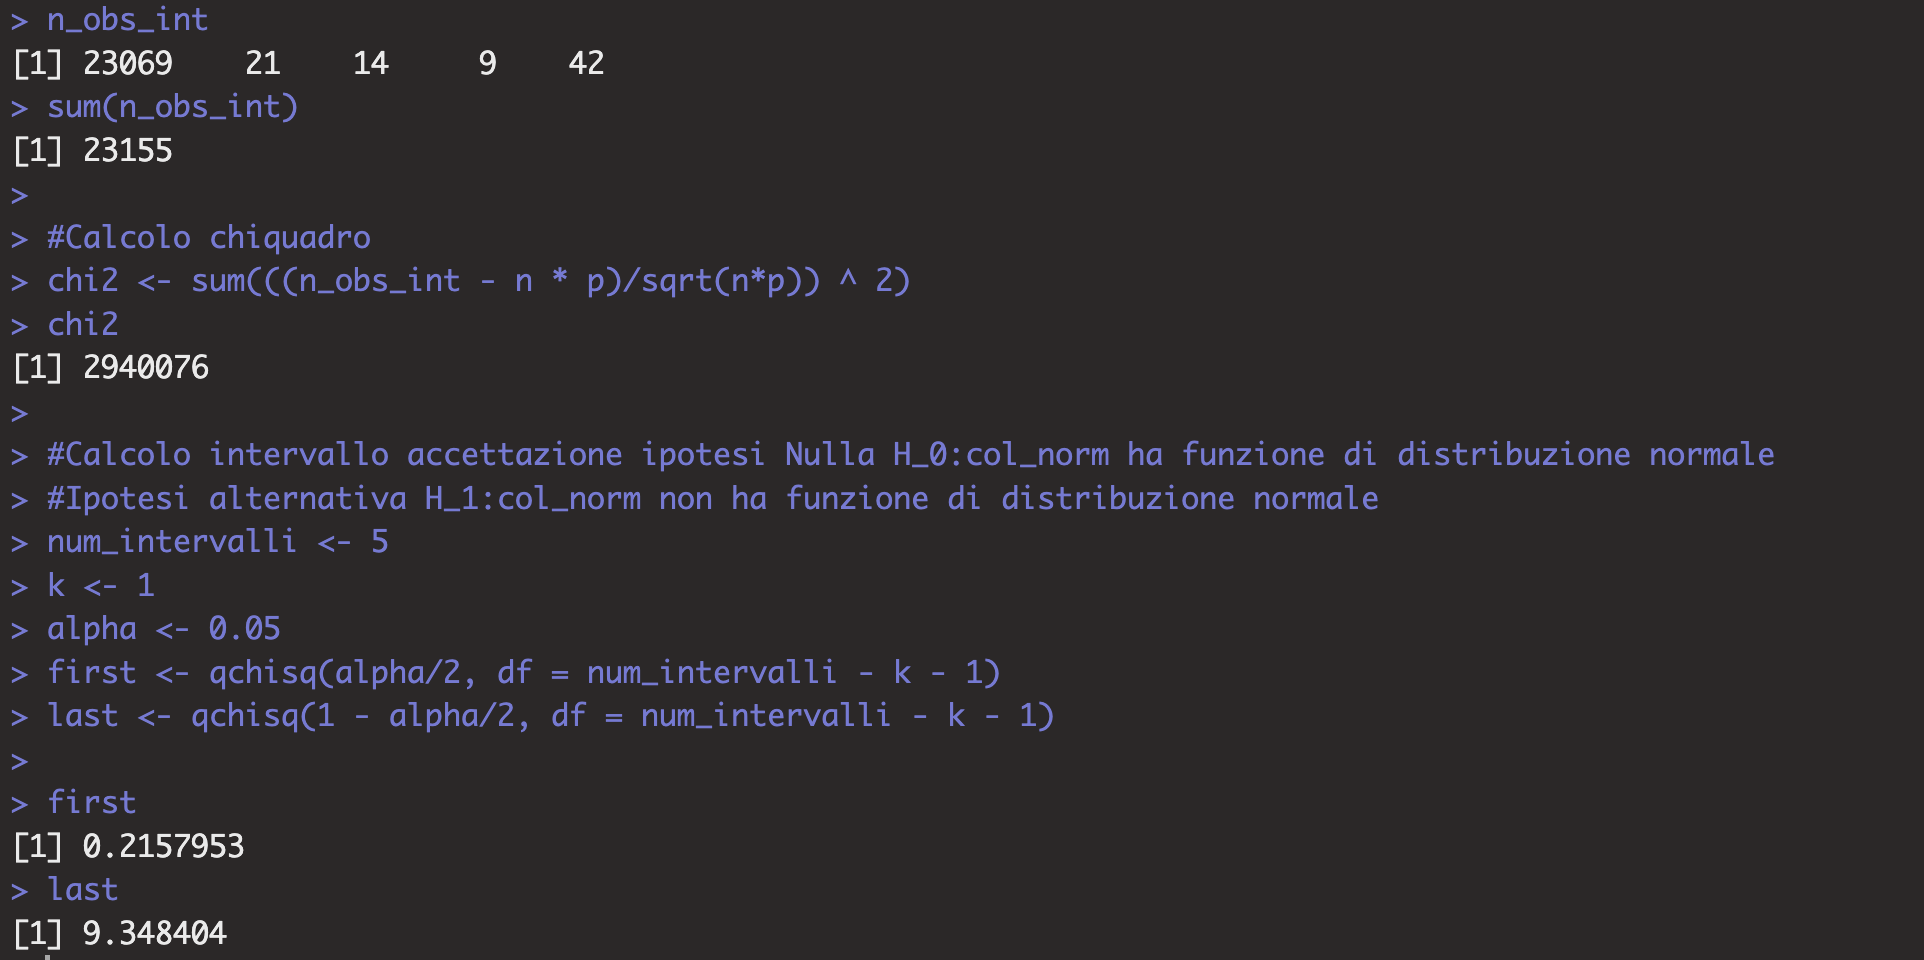 > n_obs_int
[1] 23069    21    14     9    42
> sum(n_obs_int)
[1] 23155
>
> #Calcolo chiquadro
> chi2 <- sum(((n_obs_int - n * p)/sqrt(n*p)) ^ 2)
> chi2
[1] 2940076
>
> #Calcolo intervallo accettazione ipotesi Nulla H_0:col_norm ha funzione di distribuzione normale
> #Ipotesi alternativa H_1:col_norm non ha funzione di distribuzione normale
> num_intervalli <- 5
> k <- 1
> alpha <- 0.05
> first <- qchisq(alpha/2, df = num_intervalli - k - 1)
> last <- qchisq(1 - alpha/2, df = num_intervalli - k - 1)
>
> first
[1] 0.2157953
> last
[1] 9.348404